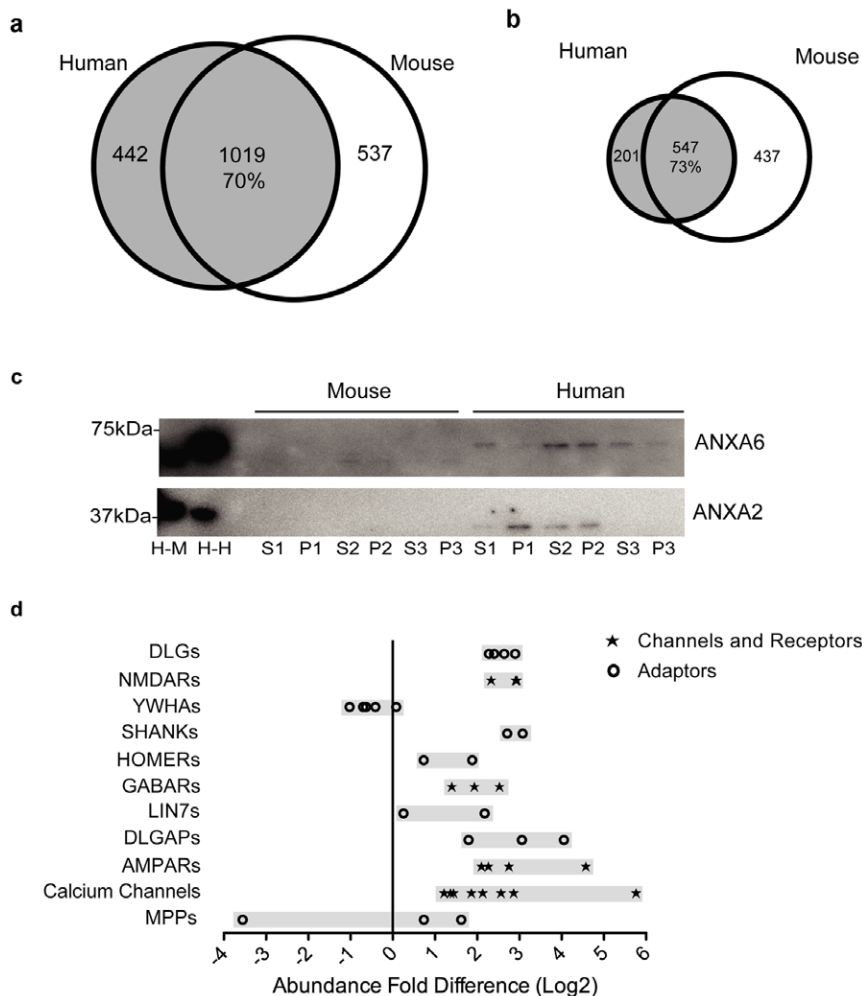 a
Human
Mouse
442
1019
70%
537
b
Human
Mouse
201
547
73%
437
c
Mouse
Human
75kDa-
ANXA6
37kDa-
ANXA2
H-M H-H S1 P1 S2 P2 S3 P3 S1 P1 S2 P2 S3 P3
d
DLGs
NMDARs
YWHAs
SHANKs
HOMERs
GABARs
LIN7s
DLGAPs
AMPARs
Calcium Channels
MPPs
★ Channels and Receptors
Adaptors
-4 -3 -2 -1 0 1 2 3 4 5 6
Abundance Fold Difference (Log2)